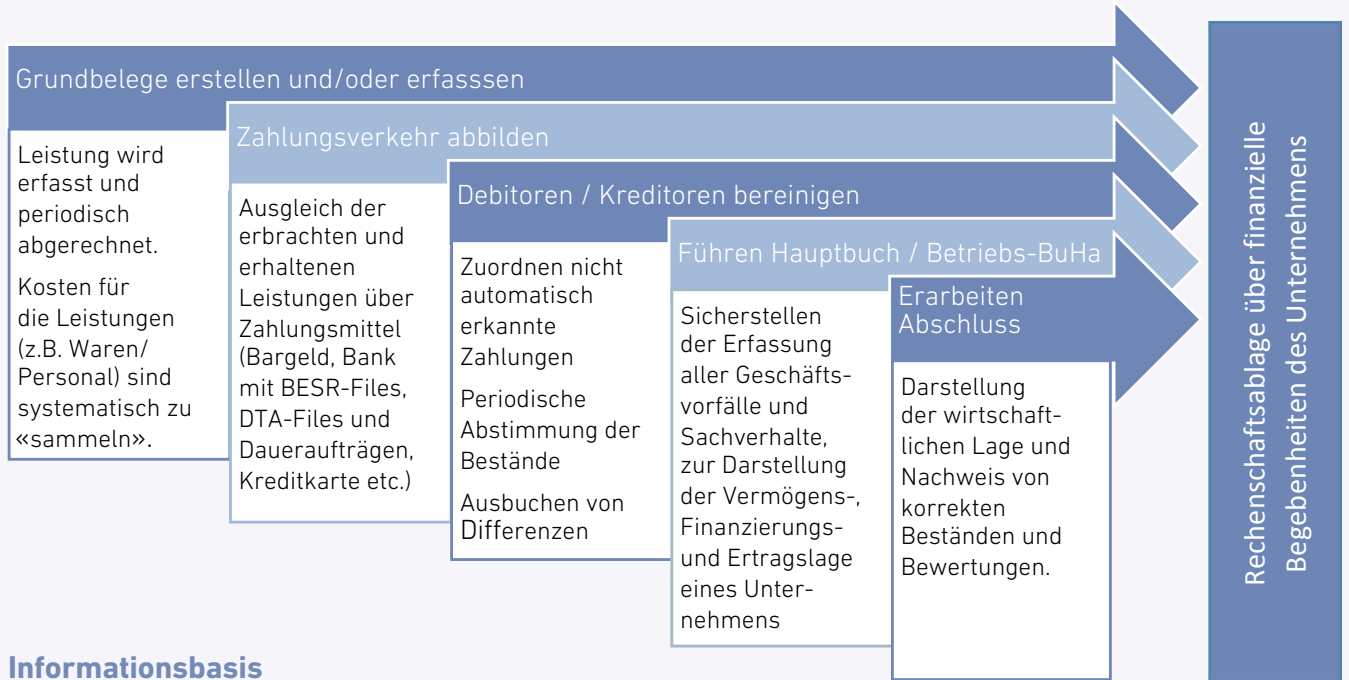 Grundbelege erstellen und/oder erfasssen
Leistung wird
erfasst und
periodisch
abgerechnet.
Kosten für
die Leistungen
(z.B. Waren/
Personal) sind
systematisch zu
«sammeln».
Zahlungsverkehr abbilden
Ausgleich der
erbrachten und
erhaltenen
Leistungen über
Zahlungsmittel
(Bargeld, Bank
mit BESR-Files,
DTA-Files und
Daueraufträgen,
Kreditkarte etc.)
Debitoren / Kreditoren bereinigen
Zuordnen nicht
automatisch
erkannte
Zahlungen
Periodische
Abstimmung der
Bestände
Ausbuchen von
Differenzen
Führen Hauptbuch / Betriebs-BuHa
Sicherstellen
der Erfassung
aller Geschäfts-
vorfälle und
Sachverhalte,
zur Darstellung
der Vermögens-,
Finanzierungs-
und Ertragslage
eines Unter-
nehmens
Erarbeiten
Abschluss
Darstellung
der wirtschaft-
lichen Lage und
Nachweis von
korrekten
Beständen und
Bewertungen.
Rechenschaftsablage über finanzielle
Begebenheiten des Unternehmens
Informationsbasis